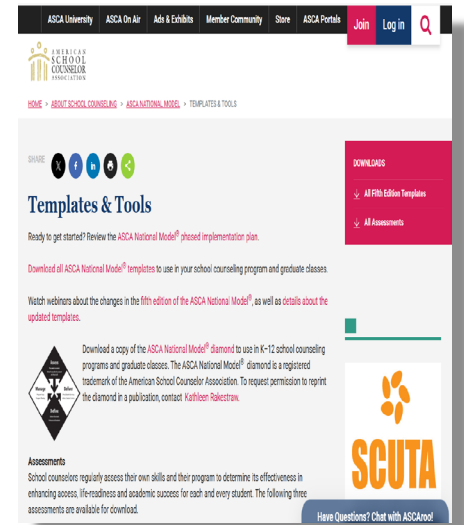 ASCA University ASCA On Air Ads & Exhibits Member Community Store ASCA Portals Join Log in
AMERICAN
SCHOOL
COUNSELOR
ASSOCIATION
HOME > ABOUT SCHOOL COUNSELING > ASCA NATIONAL MODEL > TEMPLATES & TOOLS
SHARE
Templates & Tools
Ready to get started? Review the ASCA National Model® phased implementation plan.
Download all ASCA National Model® templates to use in your school counseling program and graduate classes.
Watch webinars about the changes in the fifth edition of the ASCA National Model®, as well as details about the
updated templates.
Download a copy of the ASCA National Model® diamond to use in K–12 school counseling
programs and graduate classes. The ASCA National Model® diamond is a registered
trademark of the American School Counselor Association. To request permission to reprint
the diamond in a publication, contact Kathleen Rakestraw.
Manage
Deliver
Define
Assessments
School counselors regularly assess their own skills and their program to determine its effectiveness in
enhancing access, life-readiness and academic success for each and every student. The following three
assessments are available for download.
DOWNLOADS
All Fifth Edition Templates
All Assessments
SCUTA
Have Questions? Chat with ASCAroo!